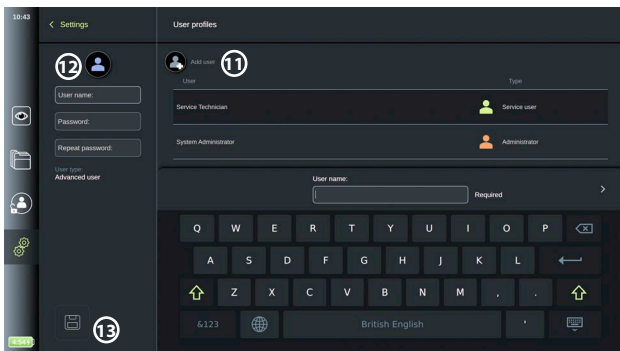 10:43
Settings
User profiles
12
Add user
11
User
Type
User name:
Service Technician
Service user
Password:
Repeat password:
System Administrator
Administrator
User type:
Advanced user
User name:
Required
Q W E R T Y U I O P
A S D F G H J K L
Z X C V B N M , .
&123
British English
'
13